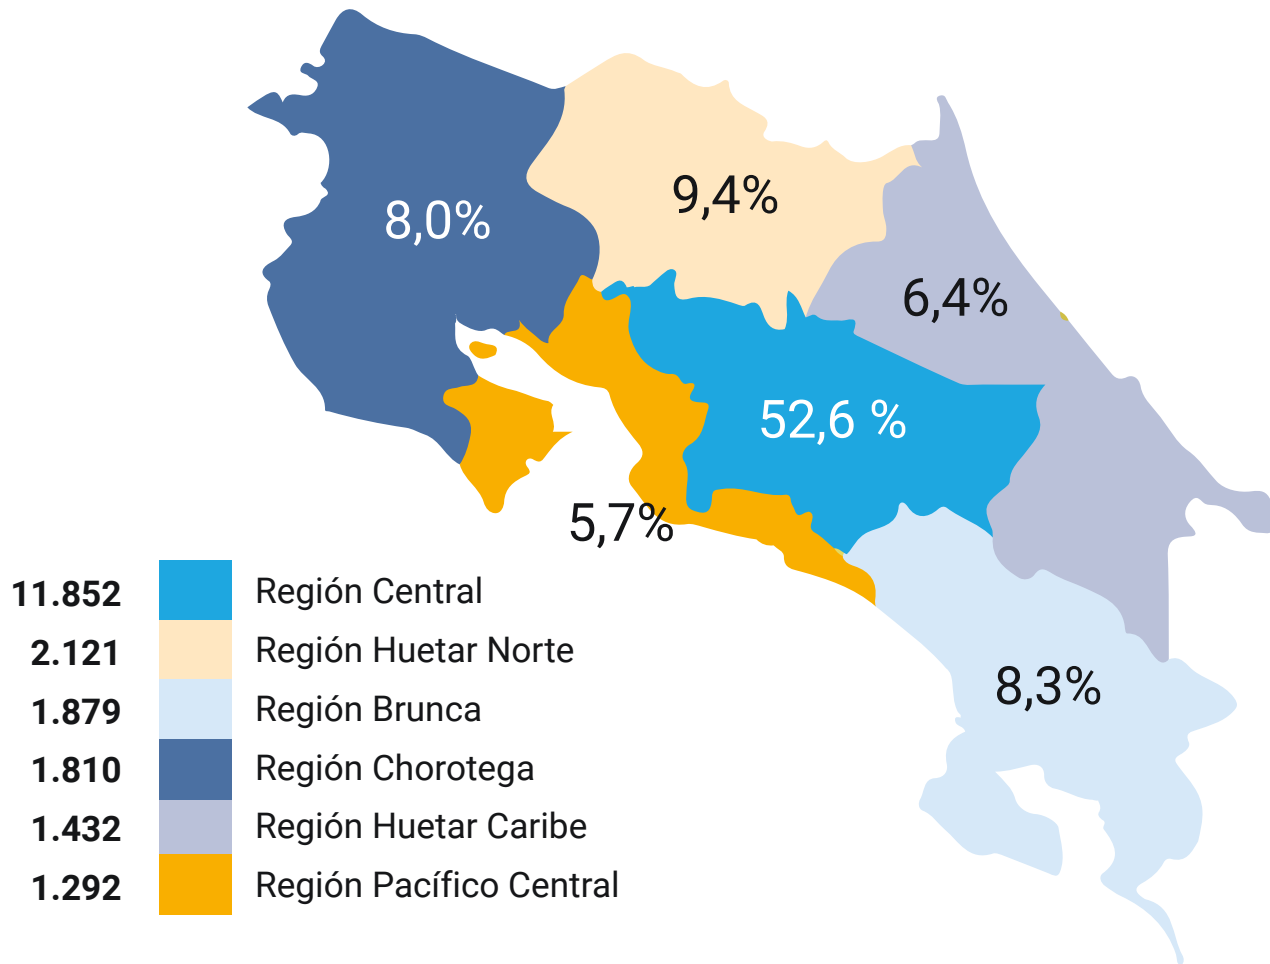 8,0%
9,4%
6,4%
52,6 %
5,7%
8,3%
11.852 Región Central
2.121 Región Huetar Norte
1.879 Región Brunca
1.810 Región Chorotega
1.432 Región Huetar Caribe
1.292 Región Pacífico Central